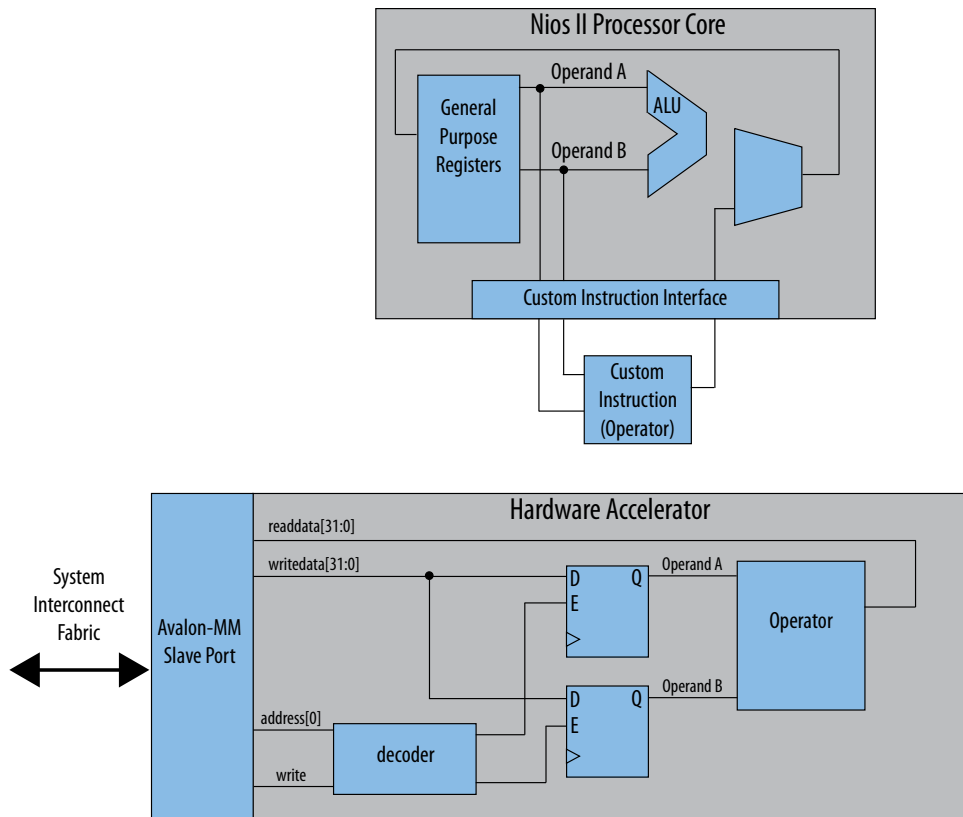 Nios II Processor Core
Operand A
General
Purpose
Registers
ALU
Operand B
Custom Instruction Interface
Custom
Instruction
(Operator)
Hardware Accelerator
readdata[31:0]
writedata[31:0]
System
Interconnect
Fabric
Avalon-MM
Slave Port
D
Q
E
Operand A
Operator
D
Q
E
Operand B
address[0]
decoder
write